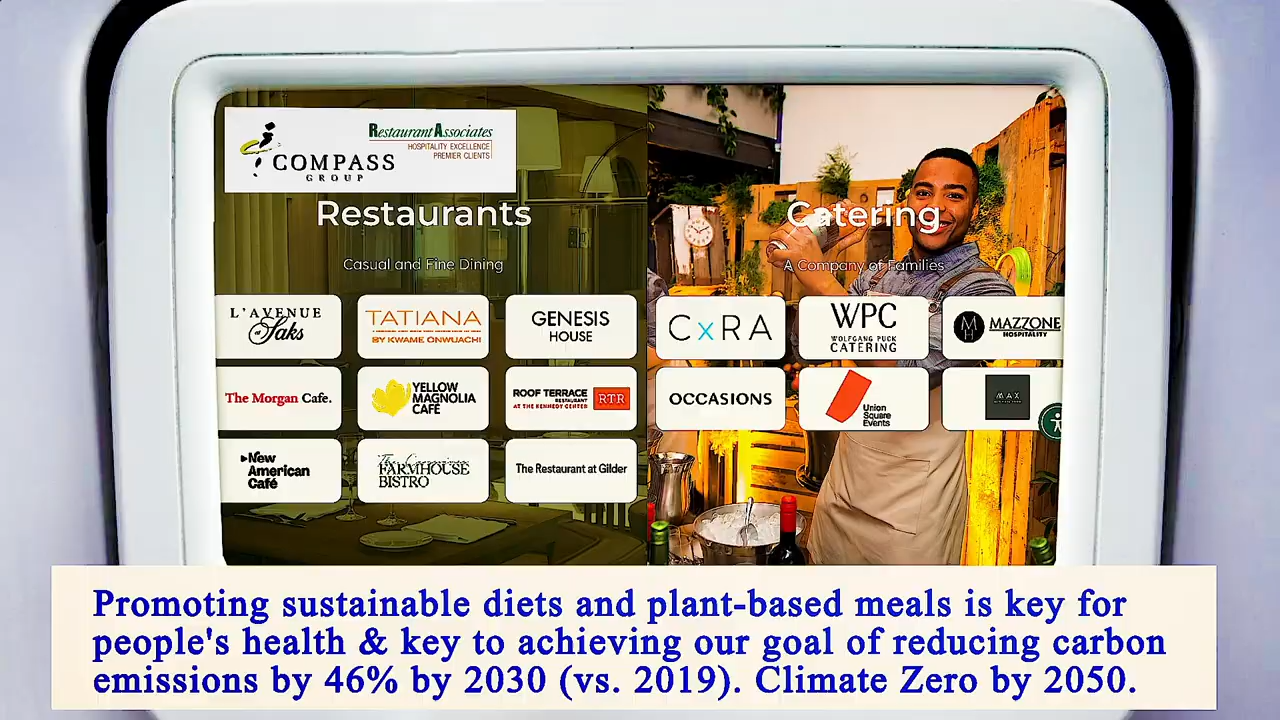 COMPASS
GROUP
Restaurant Associates
HOSPITALITY EXCELLENCE
PREMIER CLIENTS
Restaurants
Casual and Fine Dining
L'AVENUE
at Saks
TATIANA
BY KWAME ONWUACHI
GENESIS
HOUSE
The Morgan Cafe.
YELLOW
MAGNOLIA
CAFÉ
ROOF TERRACE
RESTAURANT
AT THE KENNEDY CENTER
RTR
New
American
Café
FARMHOUSE
BISTRO
The Restaurant at Gilder
Catering
A Company of Families
CxRA
WPC
WOLFGANG PUCK
CATERING
MH
MAZZONE
HOSPITALITY
OCCASIONS
Union
Square
Events
MAX
Promoting sustainable diets and plant-based meals is key for
people's health & key to achieving our goal of reducing carbon
emissions by 46% by 2030 (vs. 2019). Climate Zero by 2050.